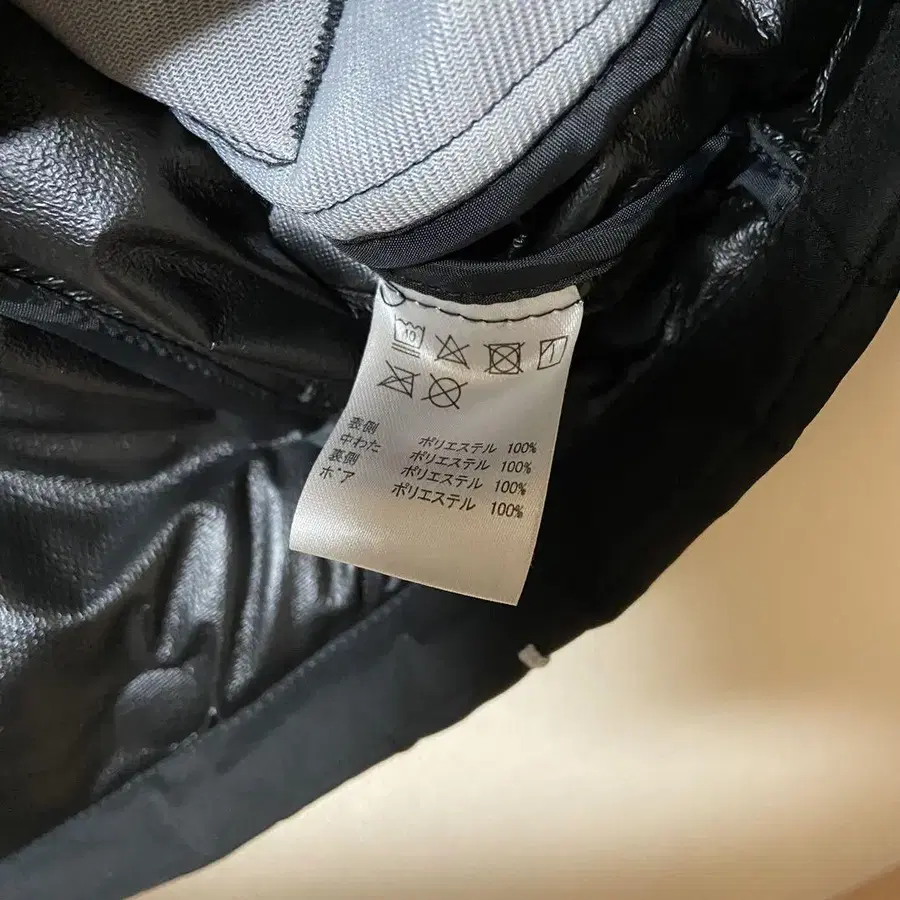 40
表側 ポリエステル 100%
中わた ポリエステル 100%
裏側 ポリエステル 100%
ボア ポリエステル 100%